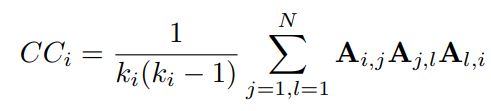 $CC_i = \frac{1}{k_i(k_i - 1)} \sum_{j=1,l=1}^{N} \mathbf{A}_{i,j} \mathbf{A}_{j,l} \mathbf{A}_{l,i}$